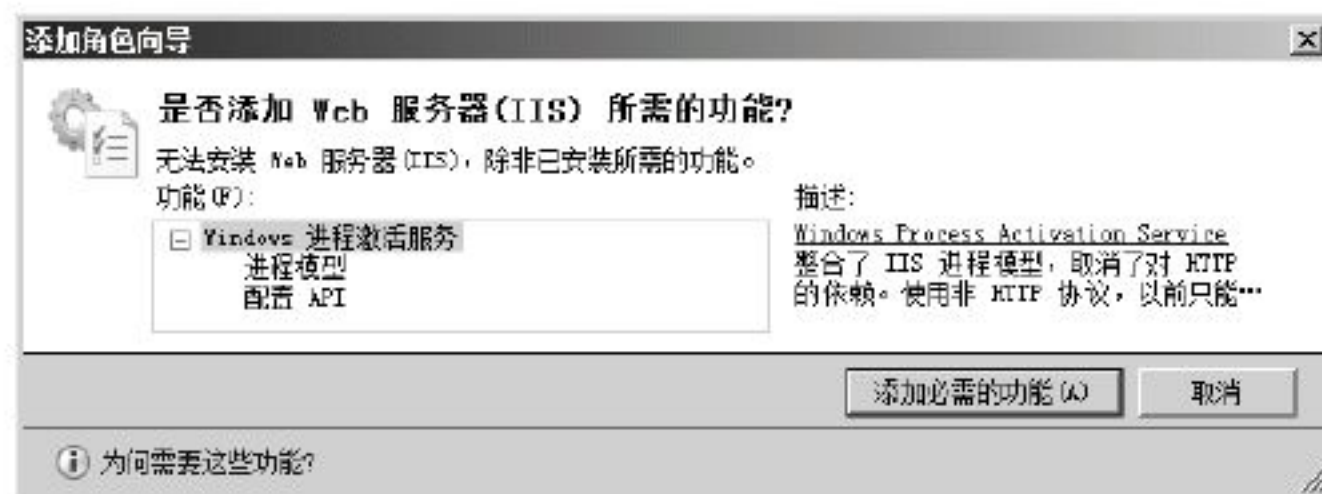 添加角色向导
是否添加 Web 服务器(IIS) 所需的功能?
无法安装 Web 服务器(IIS),除非已安装所需的功能。
功能(F):
描述:
Windows 进程激活服务
进程模型
配置 API
Windows Process Activation Service
整合了 IIS 进程模型,取消了对 HTTP
的依赖。使用非 HTTP 协议,以前只能…
添加必需的功能(A)
取消
为何需要这些功能?